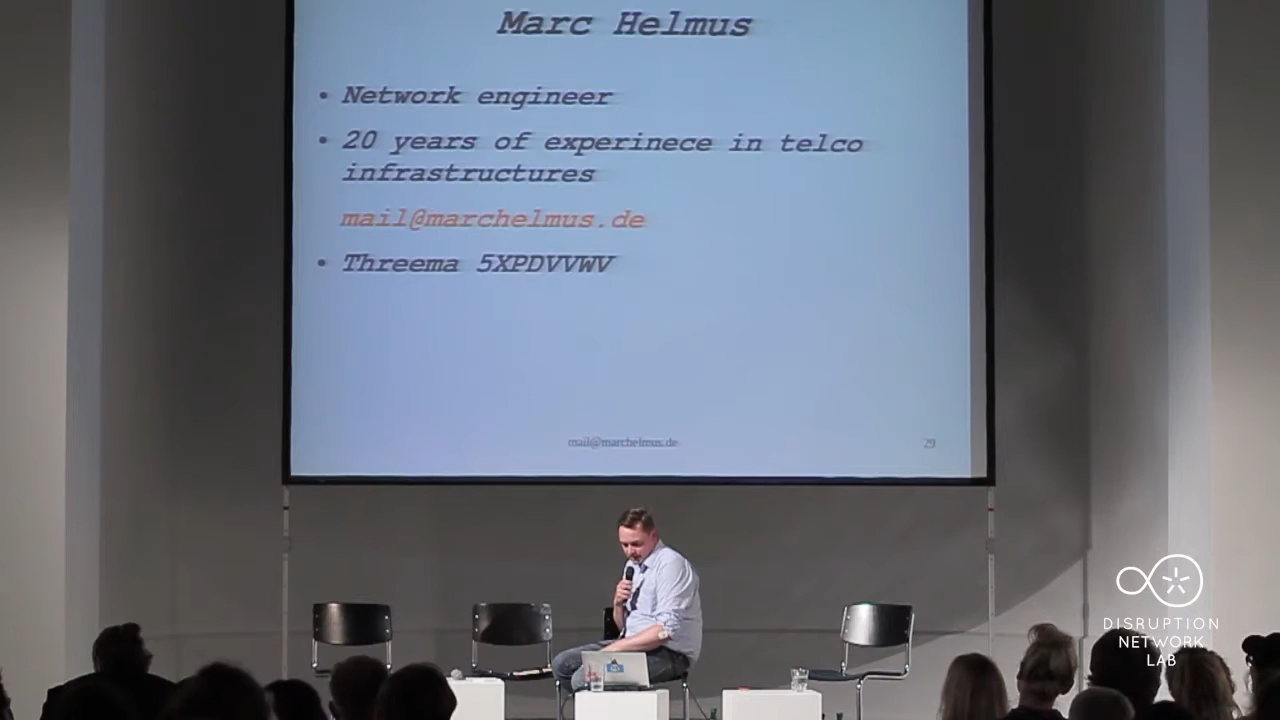 Marc Helmus
• Network engineer
• 20 years of experinece in telco
infrastructures
mail@marchelmus.de
• Threema 5XPDVVWV
mail@marchelmus.de
29
DISRUPTION
NETWORK
LAB